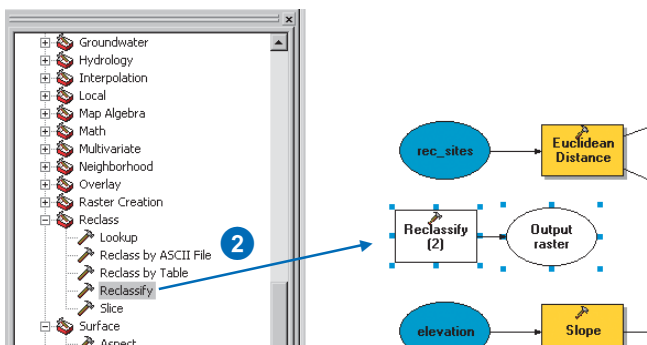 Groundwater
Hydrology
Interpolation
Local
Map Algebra
Math
Multivariate
Neighborhood
Overlay
Raster Creation
Reclass
Lookup
Reclass by ASCII File
Reclass by Table
Reclassify
Slice
Surface
Aspect
2
rec_sites
Euclidean
Distance
Reclassify
(2)
Output
raster
elevation
Slope